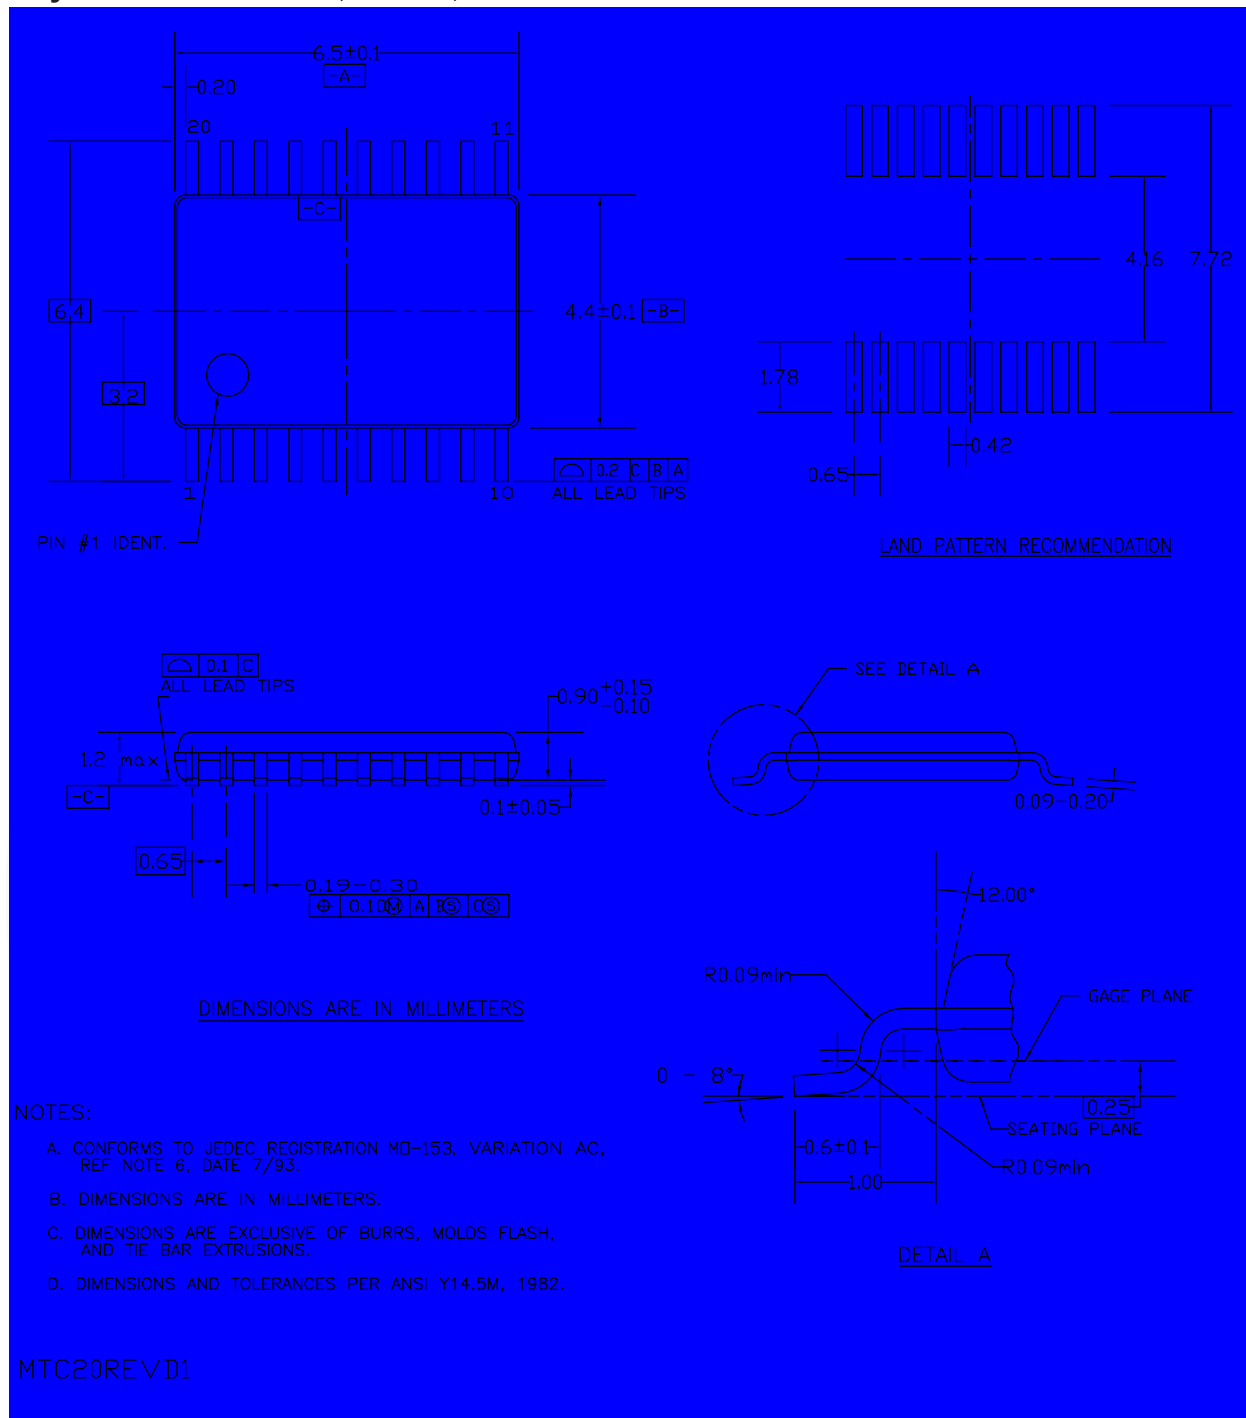 6.5±0.1
-A-
0.20
20
11
-C-
6.4
4.4±0.1 -B-
3.2
4.16 7.72
1.78
0.42
0.65
0.2 C B A
ALL LEAD TIPS
1
10
PIN #1 IDENT.
LAND PATTERN RECOMMENDATION
0.1 C
ALL LEAD TIPS
SEE DETAIL A
0.90 +0.15
-0.10
1.2 max
-C-
0.1±0.05
0.09-0.20
0.65
0.19-0.30
⌖ 0.10Ⓜ A BⓈ CⓈ
12.00°
R0.09min
GAGE PLANE
DIMENSIONS ARE IN MILLIMETERS
0 - 8°
0.25
SEATING PLANE
0.6±0.1
R0.09min
1.00
DETAIL A
NOTES:
A. CONFORMS TO JEDEC REGISTRATION MO-153, VARIATION AC,
REF NOTE 6, DATE 7/93.
B. DIMENSIONS ARE IN MILLIMETERS.
C. DIMENSIONS ARE EXCLUSIVE OF BURRS, MOLDS FLASH,
AND TIE BAR EXTRUSIONS.
D. DIMENSIONS AND TOLERANCES PER ANSI Y14.5M, 1982.
MTC20REVD1